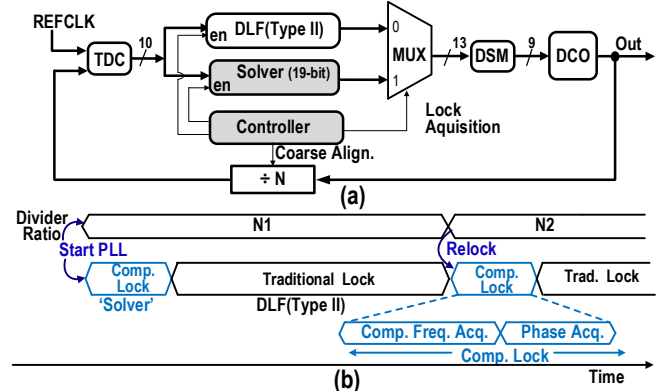 REFCLK
TDC
10
en
DLF(Type II)
0
en
Solver (19-bit)
1
MUX
13
DSM
9
DCO
Out
Controller
Lock
Aquisition
Coarse Align.
÷ N
(a)
Divider
Ratio
N1
N2
Start PLL
Relock
Comp.
Lock
'Solver'
Traditional Lock
DLF(Type II)
Comp.
Lock
Trad. Lock
Comp. Freq. Acq.
Phase Acq.
Comp. Lock
Time
(b)